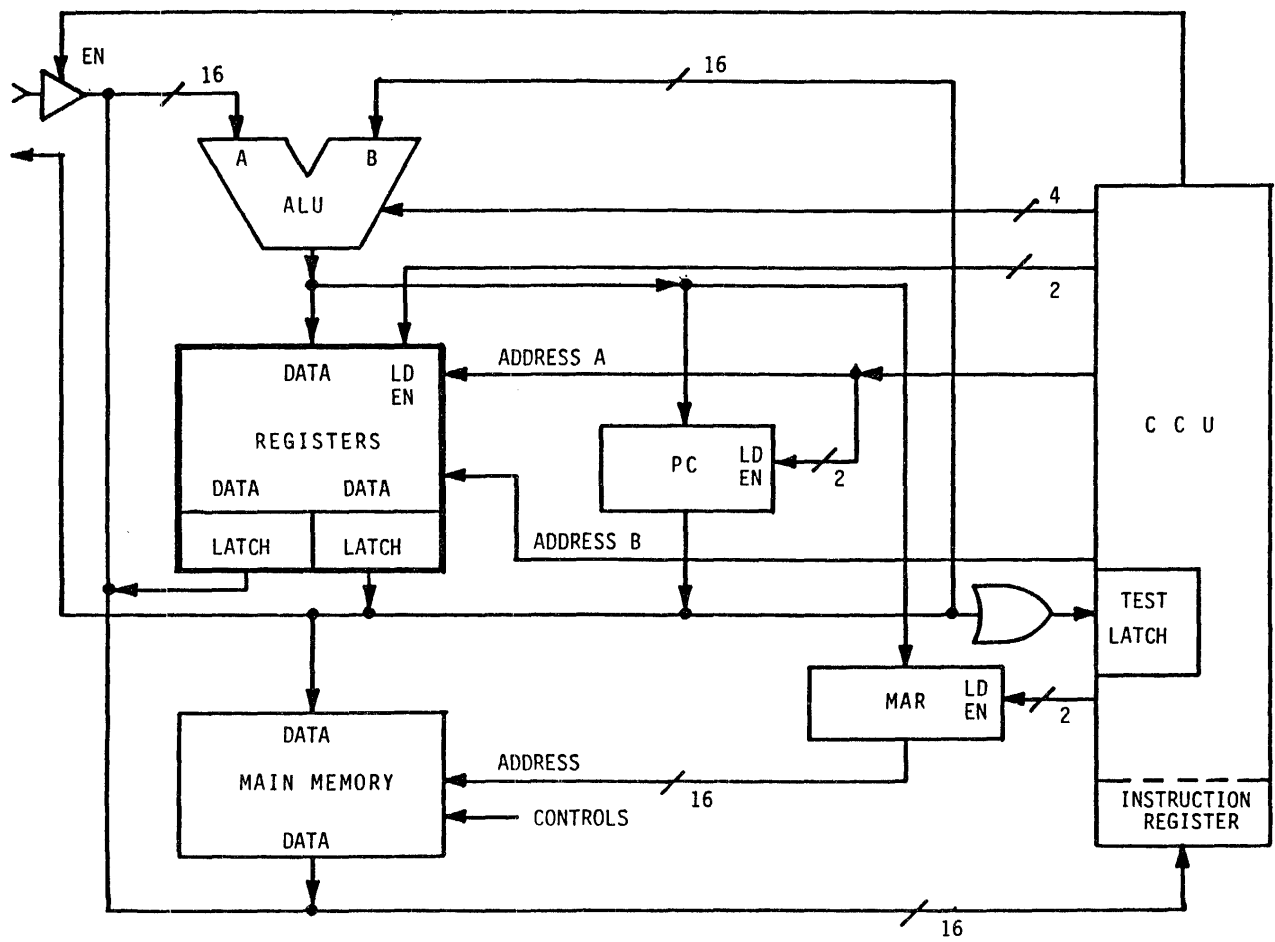 EN
16
16
A
B
ALU
4
2
DATA
LD
EN
ADDRESS A
REGISTERS
DATA
DATA
LATCH
LATCH
PC
LD
EN
2
ADDRESS B
C C U
TEST
LATCH
MAR
LD
EN
2
DATA
MAIN MEMORY
DATA
ADDRESS
16
CONTROLS
INSTRUCTION
REGISTER
16